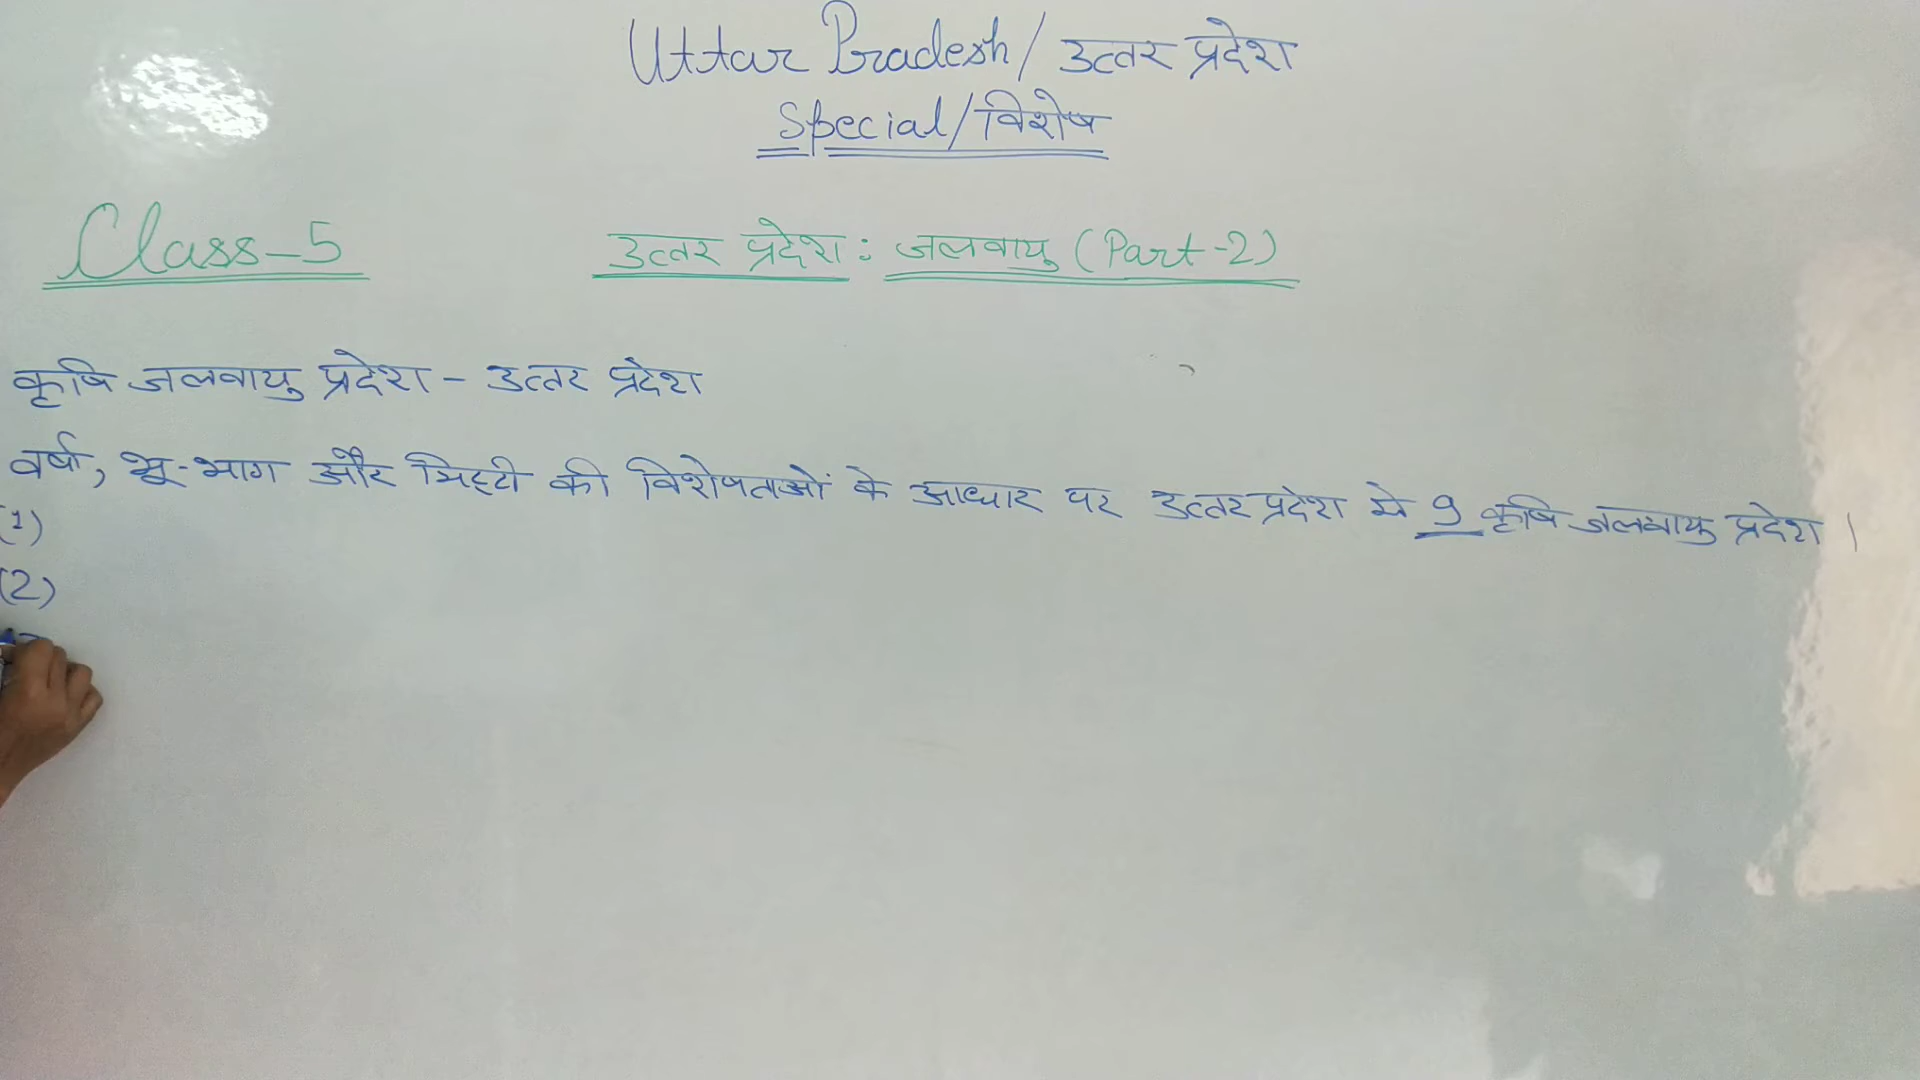 Uttar Pradesh/उत्तर प्रदेश
Special/विशेष
Class-5
उत्तर प्रदेश: जलवायु (Part-2)
कृषि जलवायु प्रदेश - उत्तर प्रदेश
वर्षा, भू-भाग और मिट्टी की विशेषताओं के आधार पर उत्तर प्रदेश मे 9 कृषि जलवायु प्रदेश।
(1)
(2)